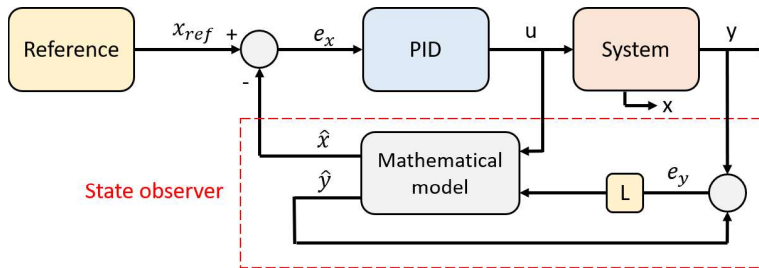 Reference
x_ref
+
-
e_x
PID
u
System
y
x
State observer
x̂
ŷ
Mathematical
model
L
e_y